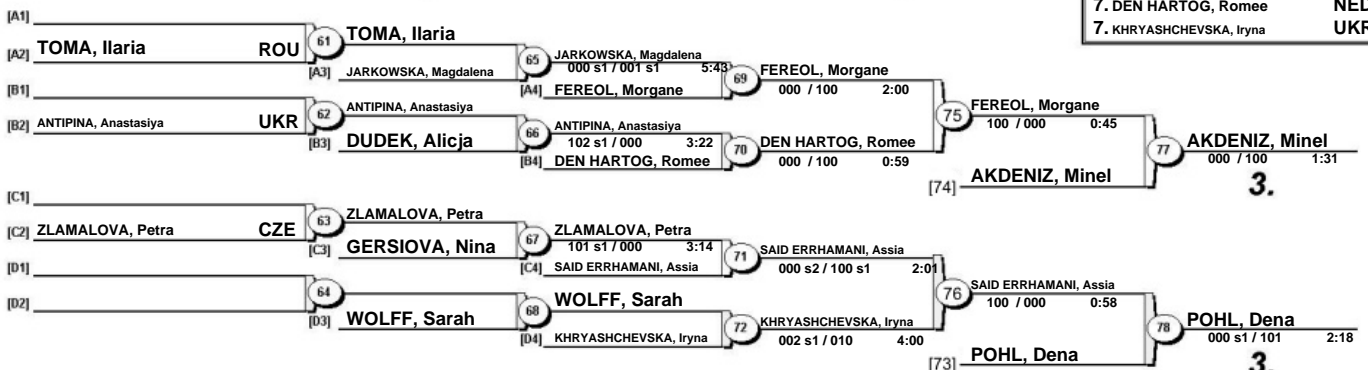 7. DEN HARTOG, Romee NED
7. KHRYASHCHEVSKA, Iryna UKR
[A1]
[A2] TOMA, Ilaria ROU
61 TOMA, Ilaria
[A3] JARKOWSKA, Magdalena
65 JARKOWSKA, Magdalena
000 s1 / 001 s1 5:43
[A4] FEREOL, Morgane
69 FEREOL, Morgane
000 / 100 2:00
[B1]
[B2] ANTIPINA, Anastasiya UKR
62 ANTIPINA, Anastasiya
[B3] DUDEK, Alicja
66 ANTIPINA, Anastasiya
102 s1 / 000 3:22
[B4] DEN HARTOG, Romee
70 DEN HARTOG, Romee
000 / 100 0:59
75 FEREOL, Morgane
100 / 000 0:45
[74] AKDENIZ, Minel
77 AKDENIZ, Minel
000 / 100 1:31
3.
[C1]
[C2] ZLAMALOVA, Petra CZE
63 ZLAMALOVA, Petra
[C3] GERSIOVA, Nina
67 ZLAMALOVA, Petra
101 s1 / 000 3:14
[C4] SAID ERRHAMANI, Assia
71 SAID ERRHAMANI, Assia
000 s2 / 100 s1 2:01
[D1]
[D2]
64
[D3] WOLFF, Sarah
68 WOLFF, Sarah
[D4] KHRYASHCHEVSKA, Iryna
72 KHRYASHCHEVSKA, Iryna
002 s1 / 010 4:00
76 SAID ERRHAMANI, Assia
100 / 000 0:58
[73] POHL, Dena
78 POHL, Dena
000 s1 / 101 2:18
3.